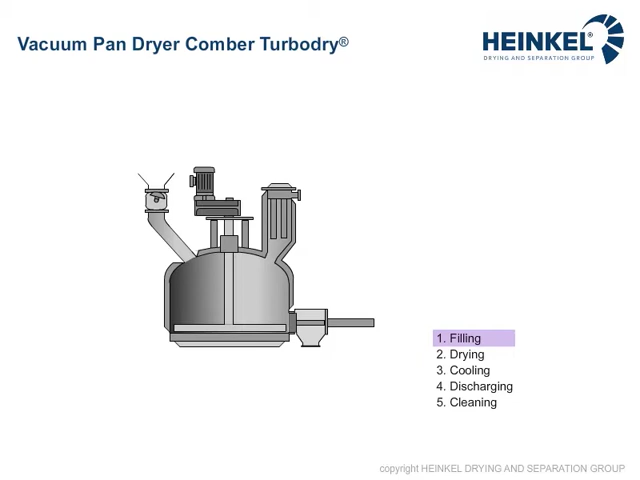 Vacuum Pan Dryer Comber Turbodry®
HEINKEL®
DRYING AND SEPARATION GROUP
1. Filling
2. Drying
3. Cooling
4. Discharging
5. Cleaning
copyright HEINKEL DRYING AND SEPARATION GROUP